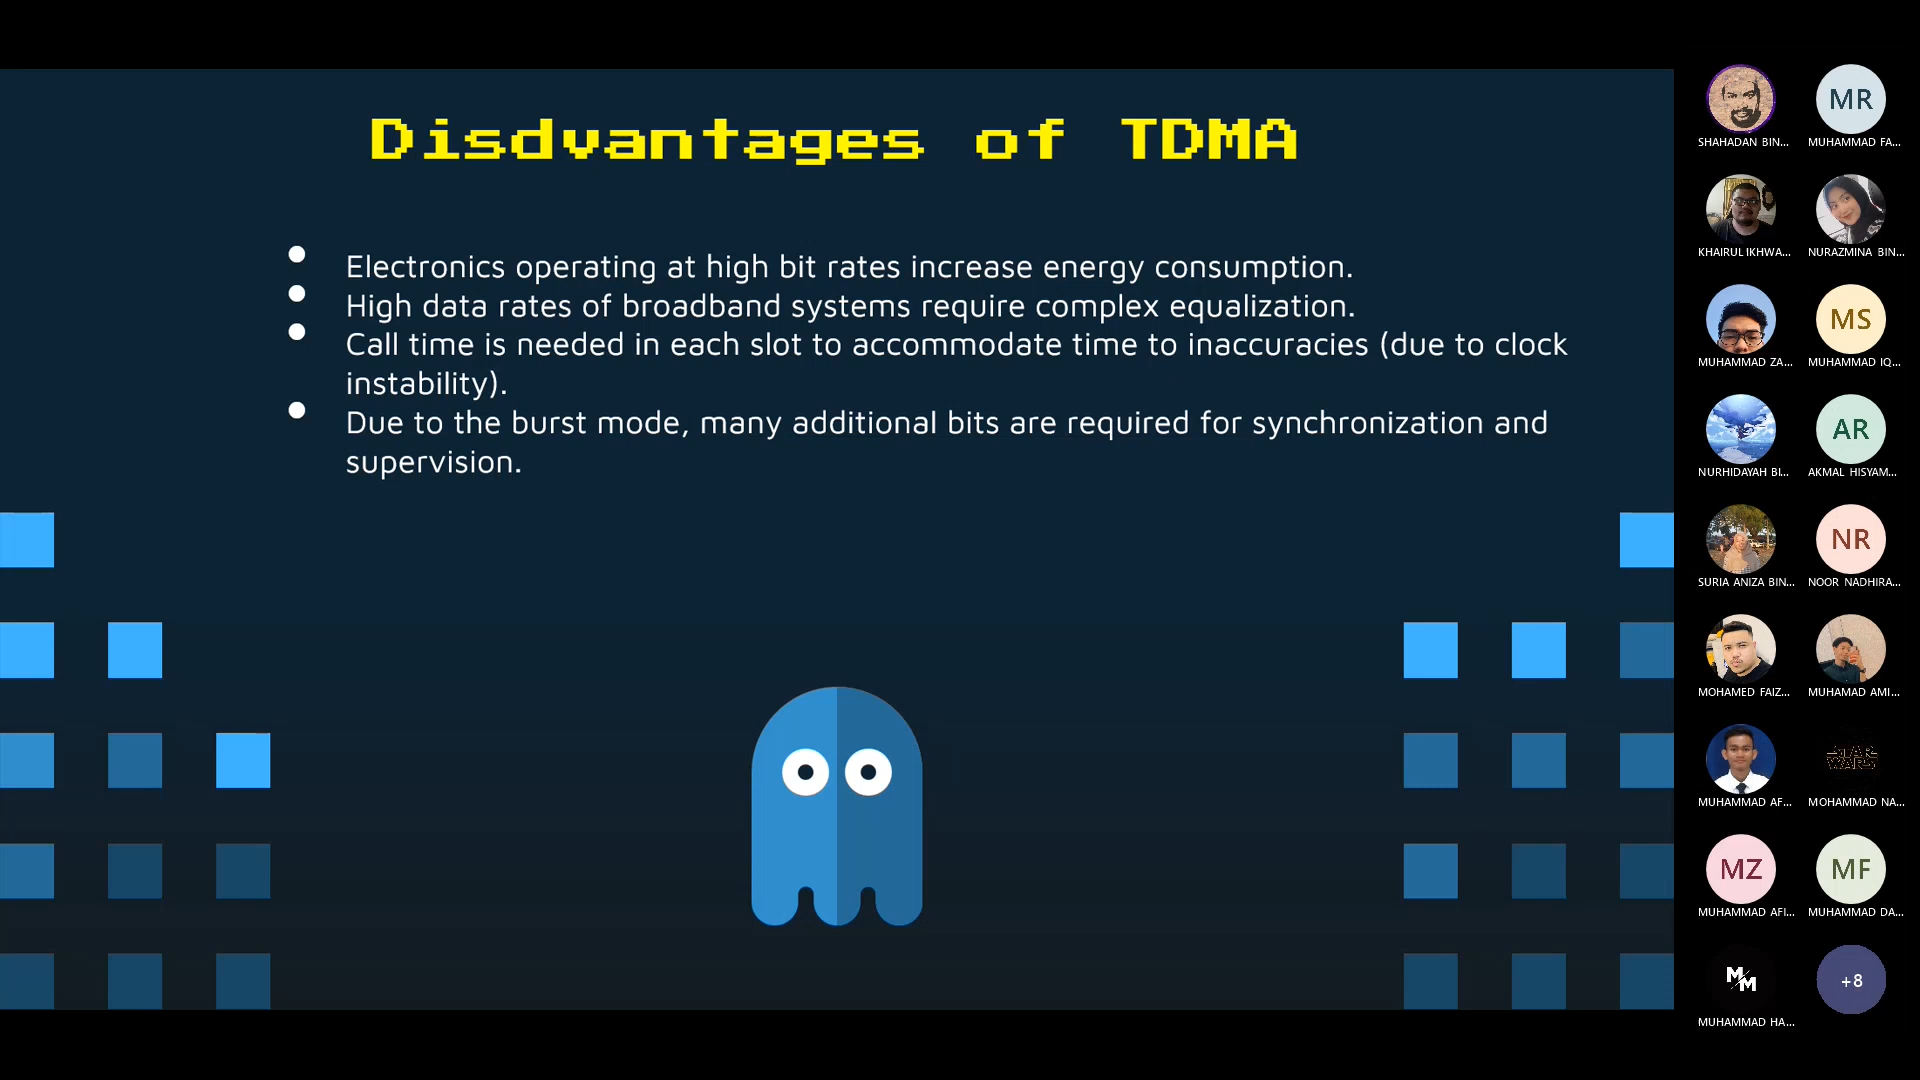 Disdvantages of TDMA
Electronics operating at high bit rates increase energy consumption.
High data rates of broadband systems require complex equalization.
Call time is needed in each slot to accommodate time to inaccuracies (due to clock
instability).
Due to the burst mode, many additional bits are required for synchronization and
supervision.
SHAHADAN BIN...
MR
MUHAMMAD FA...
KHAIRUL IKHWA...
NURAZMINA BIN...
MUHAMMAD ZA...
MS
MUHAMMAD IQ...
NURHIDAYAH BI...
AR
AKMAL HISYAM...
SURIA ANIZA BIN...
NR
NOOR NADHIRA...
MOHAMED FAIZ...
MUHAMAD AMI...
MUHAMMAD AF...
STAR
WARS
MOHAMMAD NA...
MZ
MUHAMMAD AFI...
MF
MUHAMMAD DA...
M/M
MUHAMMAD HA...
+8